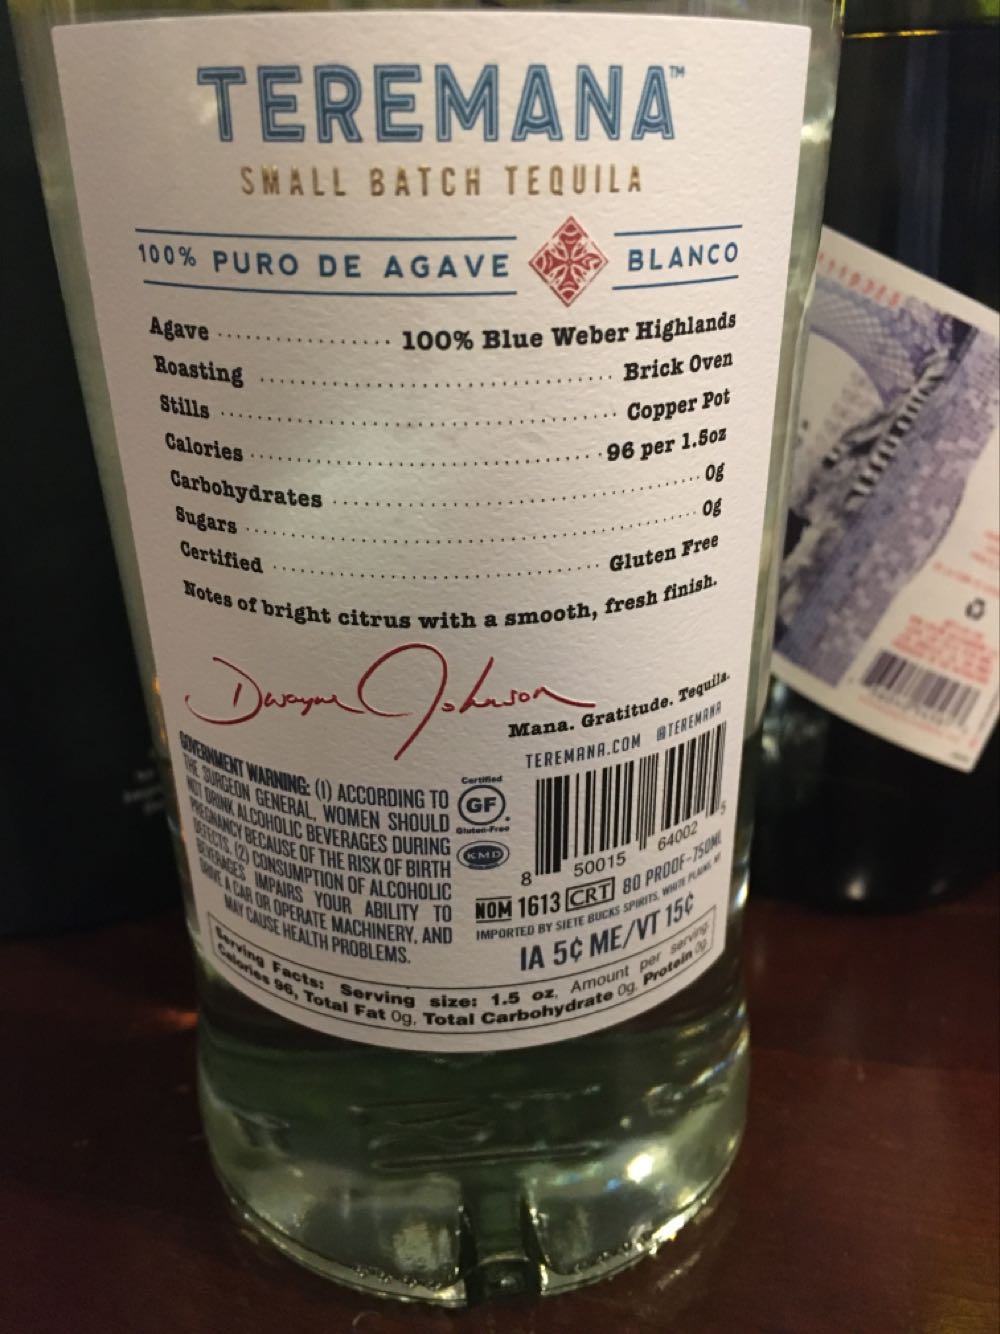 TEREMANA™
SMALL BATCH TEQUILA
100% PURO DE AGAVE BLANCO
Agave 100% Blue Weber Highlands
Roasting Brick Oven
Stills Copper Pot
Calories 96 per 1.5oz
Carbohydrates 0g
Sugars 0g
Certified Gluten Free
Notes of bright citrus with a smooth, fresh finish.
Dwayne Johnson
Mana. Gratitude. Tequila.
TEREMANA.COM @TEREMANA
GOVERNMENT WARNING: (1) ACCORDING TO
THE SURGEON GENERAL, WOMEN SHOULD
NOT DRINK ALCOHOLIC BEVERAGES DURING
PREGNANCY BECAUSE OF THE RISK OF BIRTH
DEFECTS. (2) CONSUMPTION OF ALCOHOLIC
BEVERAGES IMPAIRS YOUR ABILITY TO
DRIVE A CAR OR OPERATE MACHINERY, AND
MAY CAUSE HEALTH PROBLEMS.
Certified
GF
Gluten-Free
KMD
8 50015 64002 5
NOM 1613 CRT 80 PROOF-750ML
IMPORTED BY SIETE BUCKS SPIRITS, WHITE PLAINS, NY
IA 5¢ ME/VT 15¢
Serving Facts: Serving size: 1.5 oz, Amount per serving:
Calories 96, Total Fat 0g, Total Carbohydrate 0g, Protein 0g